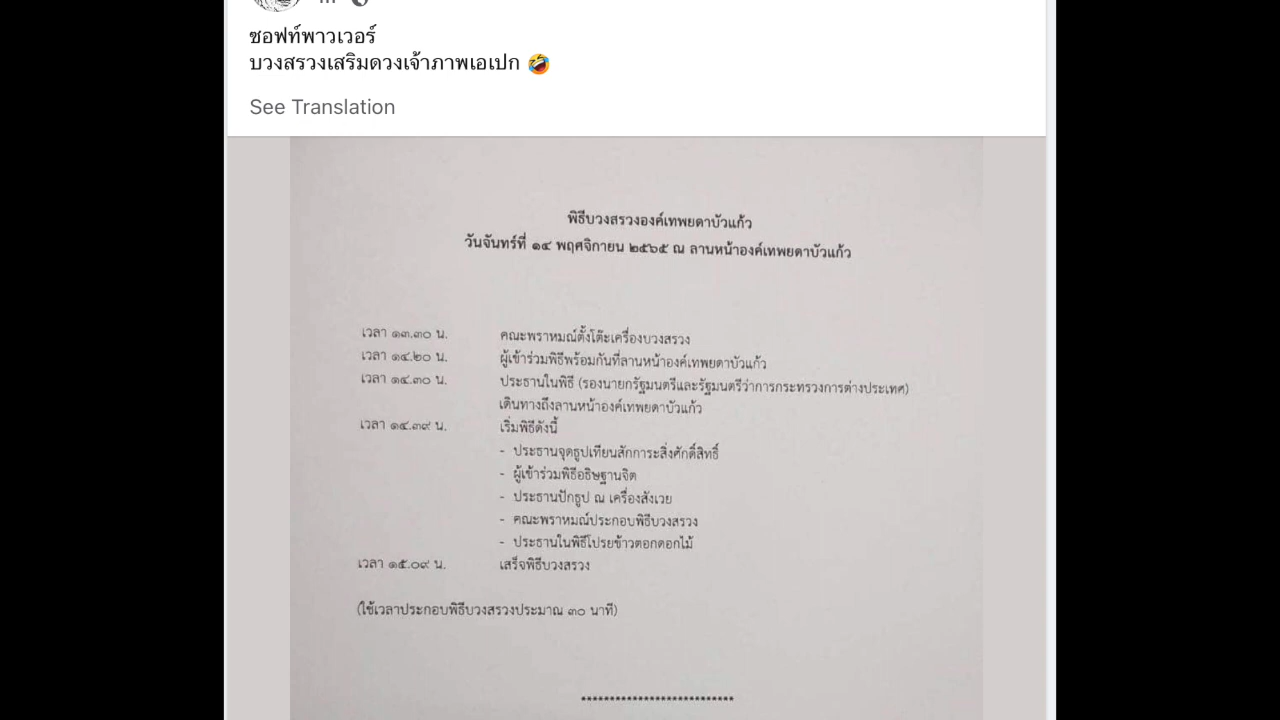 ซอฟท์พาวเวอร์
บวงสรวงเสริมดวงเจ้าภาพเอเปก 🤣
See Translation
พิธีบวงสรวงองค์เทพยดาบัวแก้ว
วันจันทร์ที่ ๑๔ พฤศจิกายน ๒๕๖๕ ณ ลานหน้าองค์เทพยดาบัวแก้ว
เวลา ๑๓.๓๐ น. คณะพราหมณ์ตั้งโต๊ะเครื่องบวงสรวง
เวลา ๑๔.๒๐ น. ผู้เข้าร่วมพิธีพร้อมกันที่ลานหน้าองค์เทพยดาบัวแก้ว
เวลา ๑๔.๓๐ น. ประธานในพิธี (รองนายกรัฐมนตรีและรัฐมนตรีว่าการกระทรวงการต่างประเทศ)
เดินทางถึงลานหน้าองค์เทพยดาบัวแก้ว
เวลา ๑๔.๓๙ น. เริ่มพิธีดังนี้
- ประธานจุดธูปเทียนสักการะสิ่งศักดิ์สิทธิ์
- ผู้เข้าร่วมพิธีอธิษฐานจิต
- ประธานปักธูป ณ เครื่องสังเวย
- คณะพราหมณ์ประกอบพิธีบวงสรวง
- ประธานในพิธีโปรยข้าวตอกดอกไม้
เวลา ๑๕.๐๙ น. เสร็จพิธีบวงสรวง
(ใช้เวลาประกอบพิธีบวงสรวงประมาณ ๓๐ นาที)
***************************